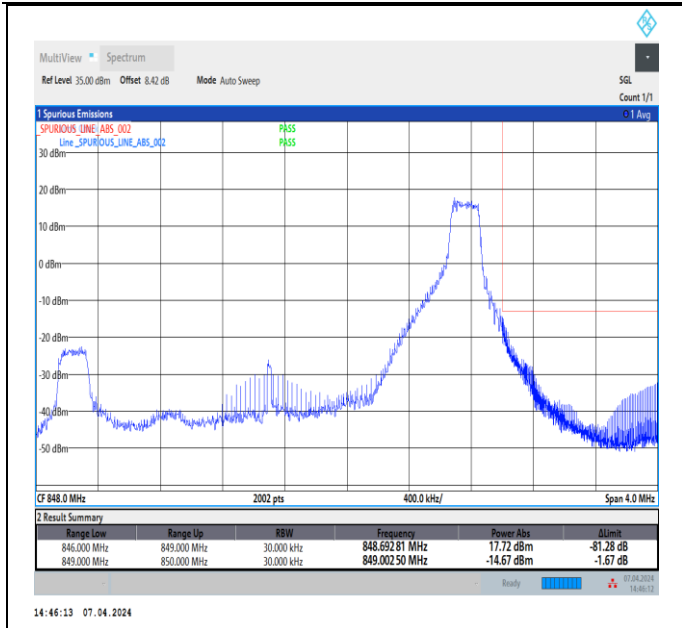 MultiView Spectrum
Ref Level 35.00 dBm Offset 8.42 dB Mode Auto Sweep SGL
Count 1/1
1 Spurious Emissions 1 Avg
_SPURIOUS_LINE_ABS_002 PASS
Line _SPURIOUS_LINE_ABS_002 PASS
30 dBm
20 dBm
10 dBm
0 dBm
-10 dBm
-20 dBm
-30 dBm
-40 dBm
-50 dBm
CF 848.0 MHz 2002 pts 400.0 kHz/ Span 4.0 MHz
2 Result Summary
Range Low Range Up RBW Frequency Power Abs ΔLimit
846.000 MHz 849.000 MHz 30.000 kHz 848.692 81 MHz 17.72 dBm -81.28 dB
849.000 MHz 850.000 MHz 30.000 kHz 849.002 50 MHz -14.67 dBm -1.67 dB
Ready 07.04.2024
14:46:12
14:46:13 07.04.2024